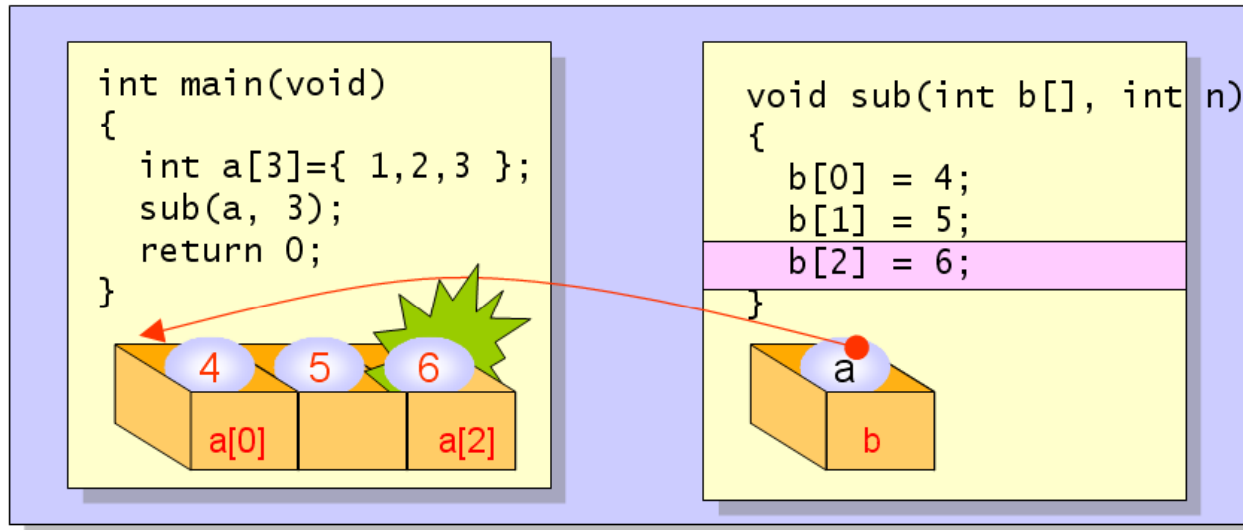 int main(void)
{
  int a[3]={ 1,2,3 };
  sub(a, 3);
  return 0;
}
4 5 6
a[0] a[2]
void sub(int b[], int n)
{
  b[0] = 4;
  b[1] = 5;
  b[2] = 6;
}
a
b